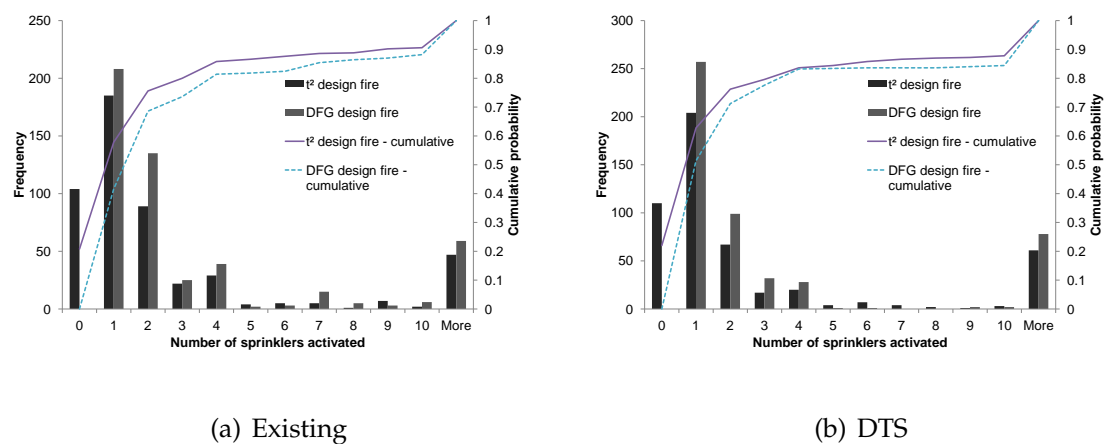 250
200
150
100
50
0
Frequency
0 1 2 3 4 5 6 7 8 9 10 More
Number of sprinklers activated
1
0.9
0.8
0.7
0.6
0.5
0.4
0.3
0.2
0.1
0
Cumulative probability
t² design fire
DFG design fire
t² design fire - cumulative
DFG design fire -
cumulative
(a) Existing
300
250
200
150
100
50
0
Frequency
0 1 2 3 4 5 6 7 8 9 10 More
Number of sprinklers activated
1
0.9
0.8
0.7
0.6
0.5
0.4
0.3
0.2
0.1
0
Cumulative probability
t² design fire
DFG design fire
t² design fire - cumulative
DFG design fire -
cumulative
(b) DTS